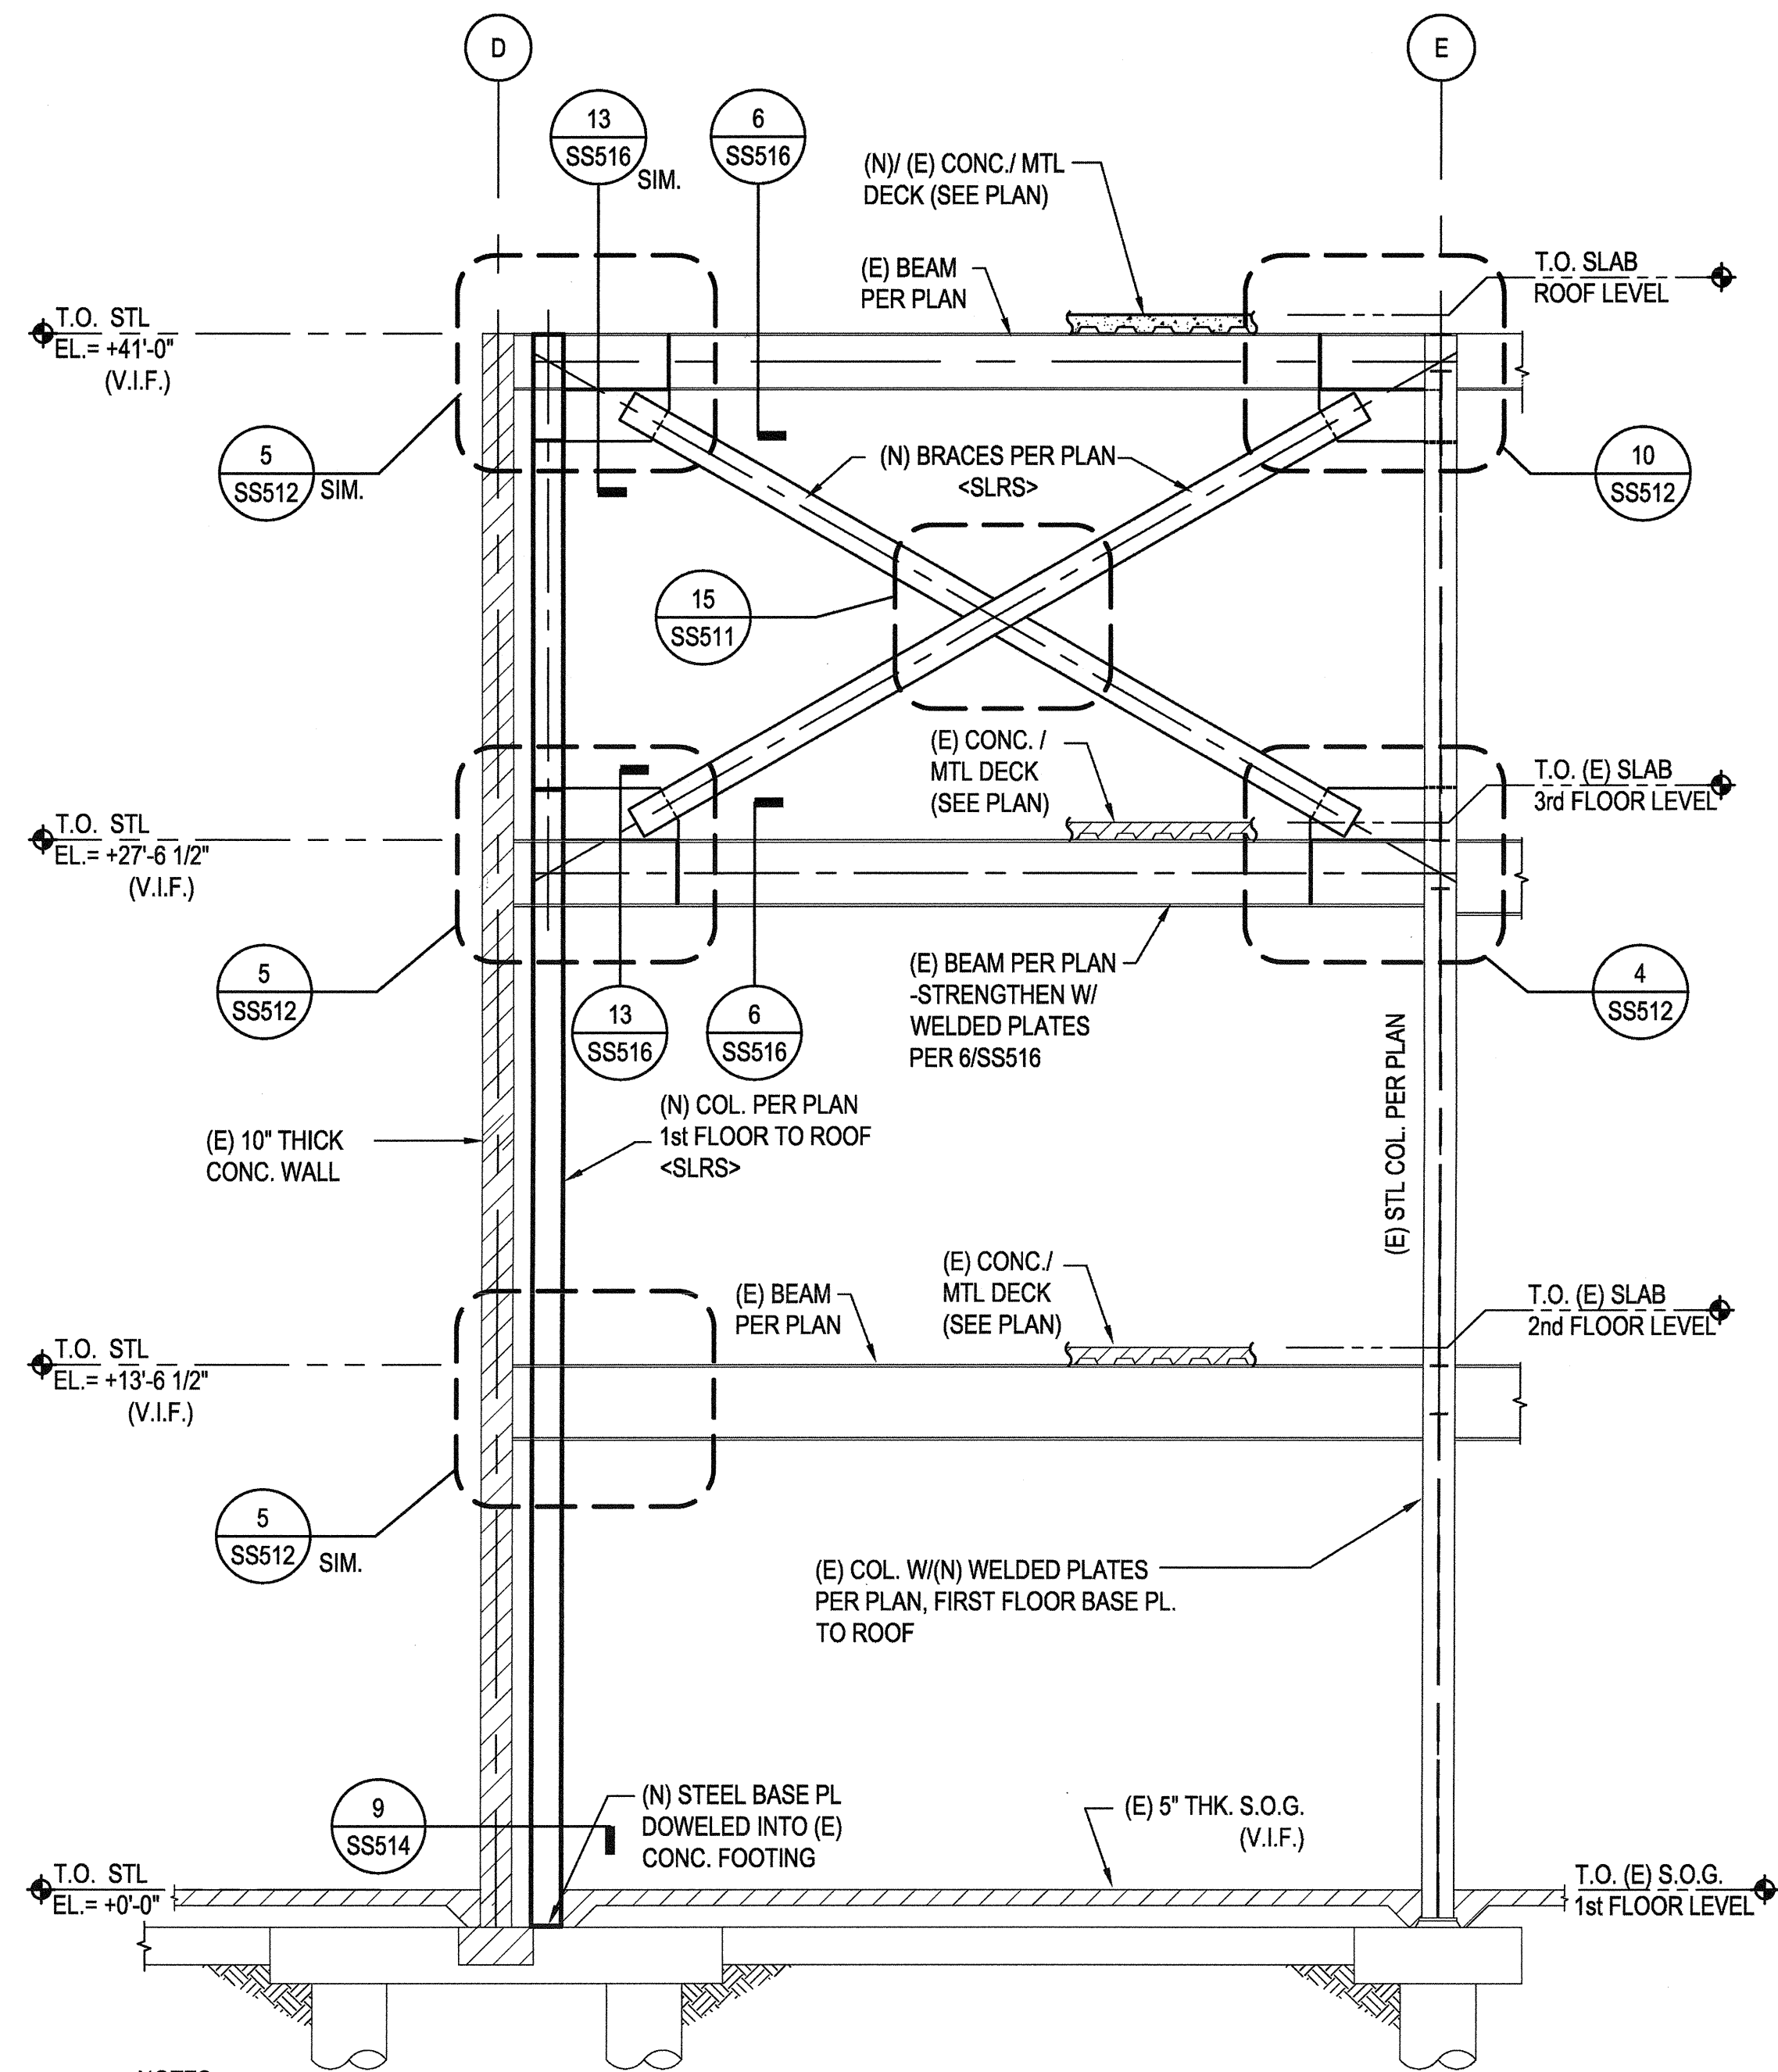 D
E
13
SS516
SIM.
6
SS516
(N)/ (E) CONC./ MTL
DECK (SEE PLAN)
(E) BEAM
PER PLAN
T.O. SLAB
ROOF LEVEL
T.O. STL
EL.= +41'-0"
(V.I.F.)
5
SS512
SIM.
(N) BRACES PER PLAN
<SLRS>
10
SS512
15
SS511
(E) CONC. /
MTL DECK
(SEE PLAN)
T.O. (E) SLAB
3rd FLOOR LEVEL
T.O. STL
EL.= +27'-6 1/2"
(V.I.F.)
5
SS512
13
SS516
6
SS516
(E) BEAM PER PLAN
-STRENGTHEN W/
WELDED PLATES
PER 6/SS516
4
SS512
(E) STL COL. PER PLAN
(N) COL. PER PLAN
1st FLOOR TO ROOF
<SLRS>
(E) 10" THICK
CONC. WALL
(E) BEAM
PER PLAN
(E) CONC./
MTL DECK
(SEE PLAN)
T.O. (E) SLAB
2nd FLOOR LEVEL
T.O. STL
EL.= +13'-6 1/2"
(V.I.F.)
5
SS512
SIM.
(E) COL. W/(N) WELDED PLATES
PER PLAN, FIRST FLOOR BASE PL.
TO ROOF
9
SS514
(N) STEEL BASE PL
DOWELED INTO (E)
CONC. FOOTING
(E) 5" THK. S.O.G.
(V.I.F.)
T.O. STL
EL.= +0'-0"
T.O. (E) S.O.G.
1st FLOOR LEVEL